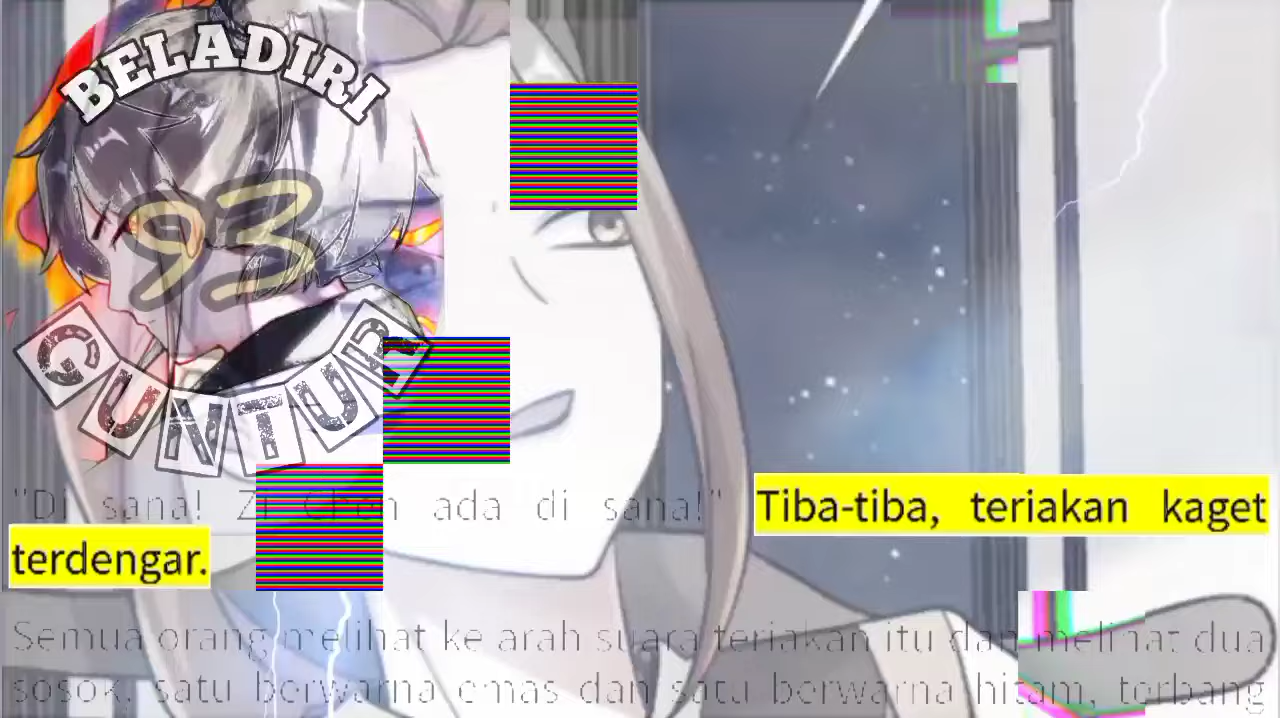 BELADIRI
93
GUNTUR
"Di sana! Zi Chen ada di sana!" Tiba-tiba, teriakan kaget
terdengar.
Semua orang melihat ke arah suara teriakan itu dan melihat dua
sosok, satu berwarna emas dan satu berwarna hitam, terbang